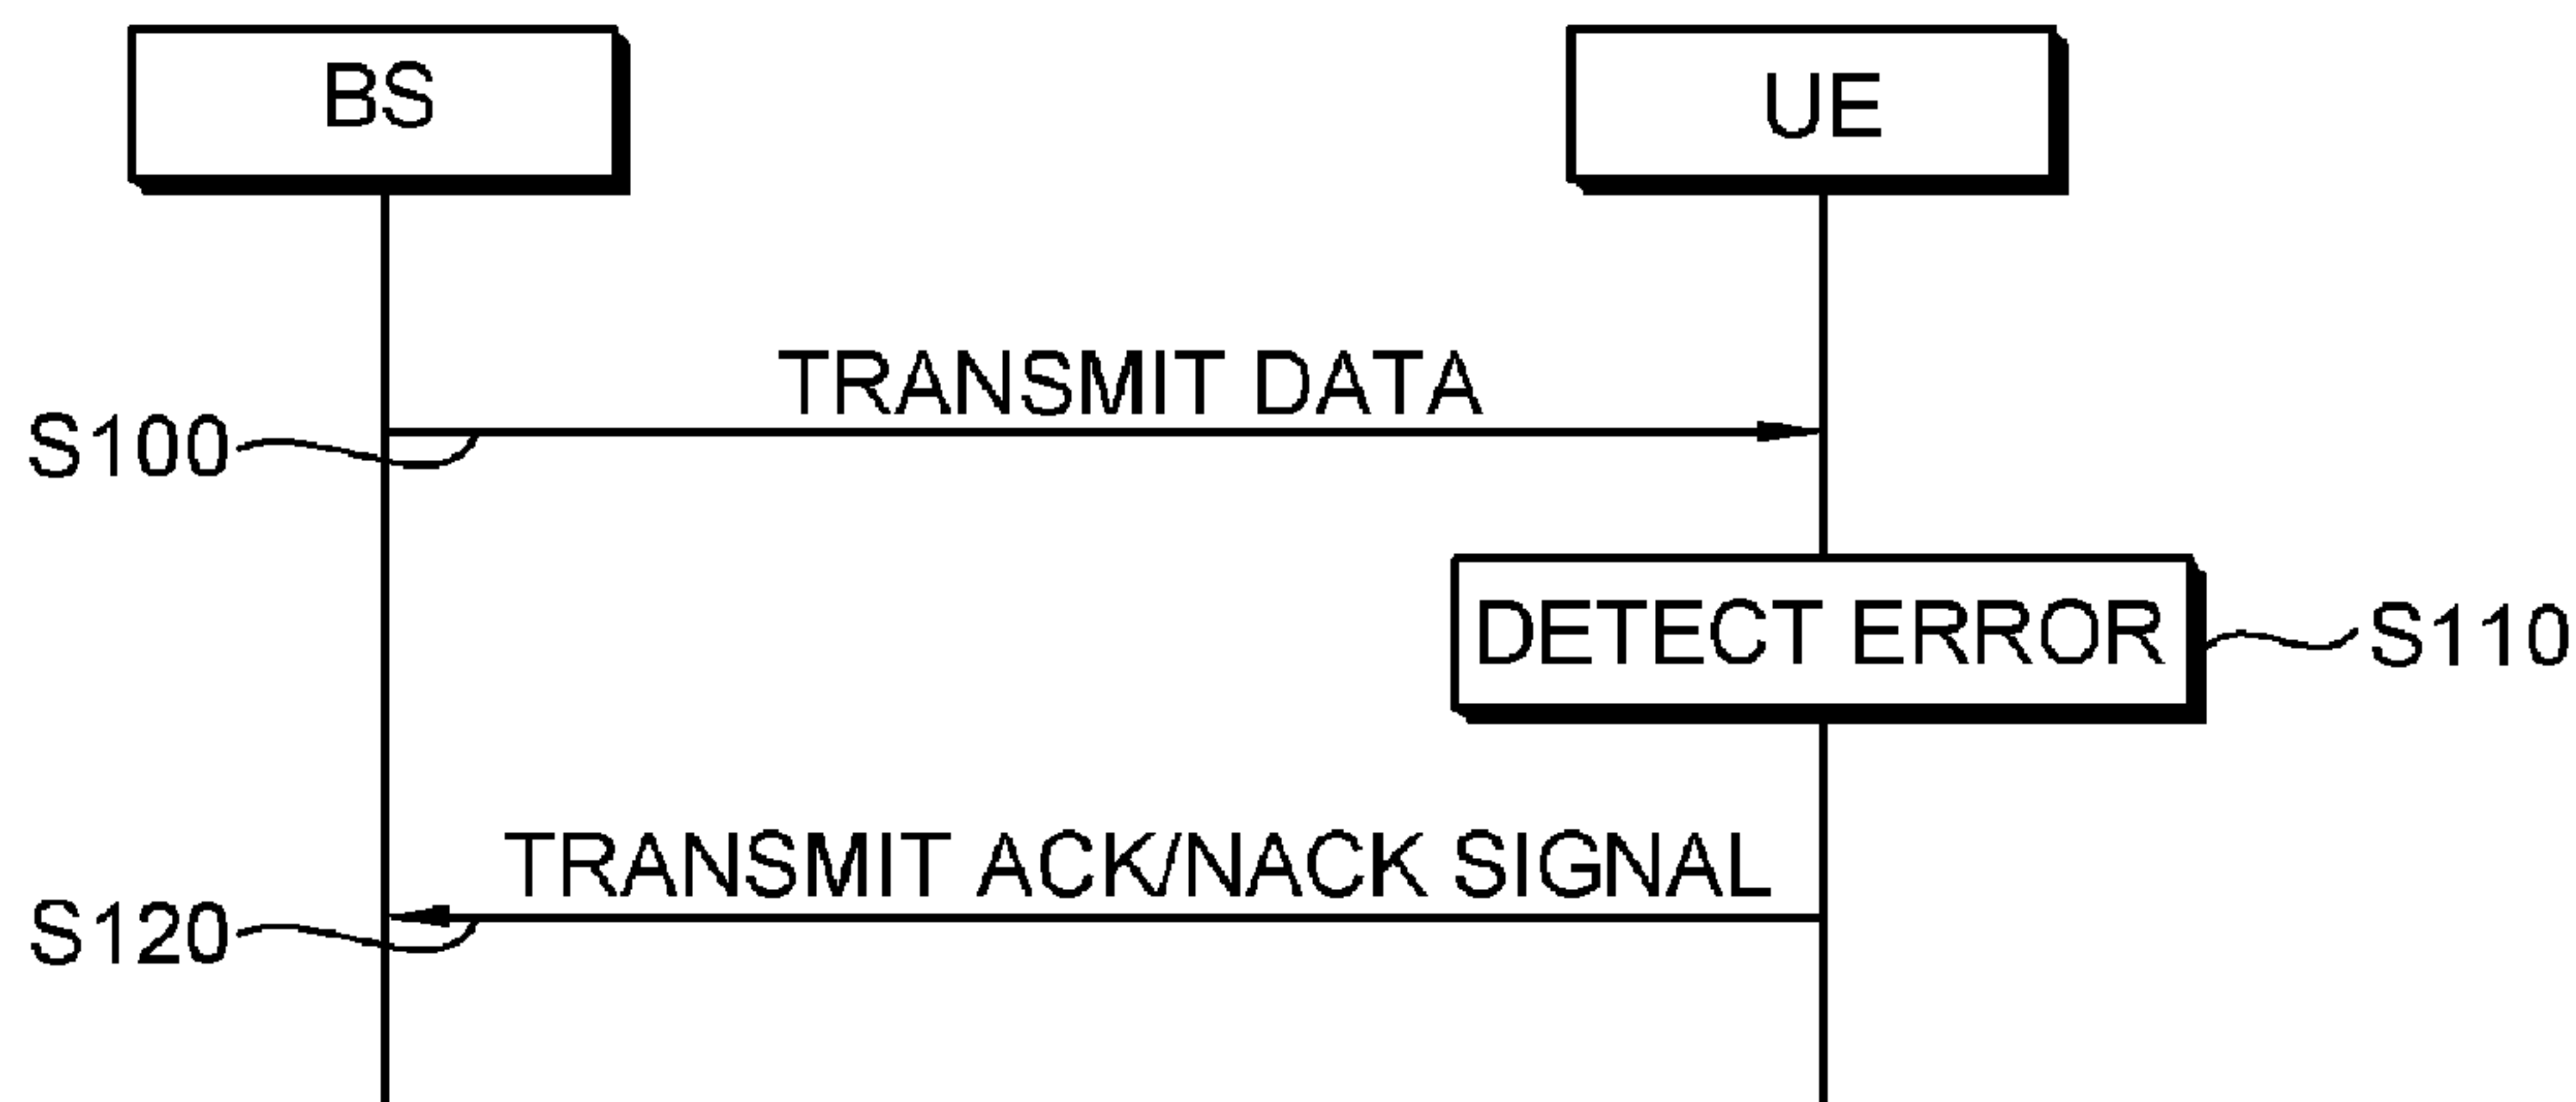 BS
UE
TRANSMIT DATA
S100
DETECT ERROR
S110
TRANSMIT ACK/NACK SIGNAL
S120